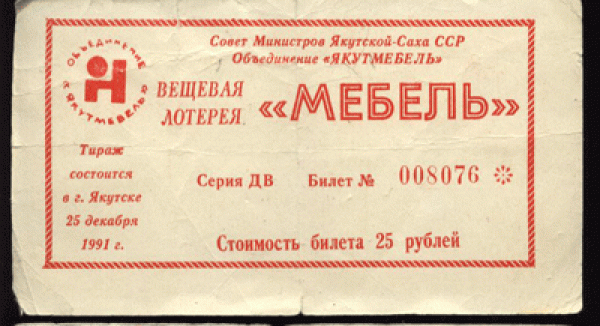 Совет Министров Якутской-Саха ССР
Объединение «ЯКУТМЕБЕЛЬ»
ОБЪЕДИНЕНИЕ
«ЯКУТМЕБЕЛЬ»
ВЕЩЕВАЯ
ЛОТЕРЕЯ
«МЕБЕЛЬ»
Тираж
состоится
в г. Якутске
25 декабря
1991 г.
Серия ДВ Билет № 008076
Стоимость билета 25 рублей